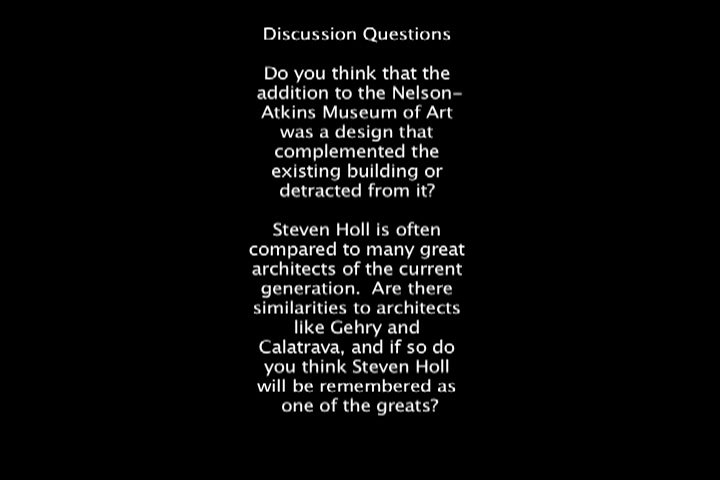 Discussion Questions
Do you think that the
addition to the Nelson-
Atkins Museum of Art
was a design that
complemented the
existing building or
detracted from it?
Steven Holl is often
compared to many great
architects of the current
generation.  Are there
similarities to architects
like Gehry and
Calatrava, and if so do
you think Steven Holl
will be remembered as
one of the greats?